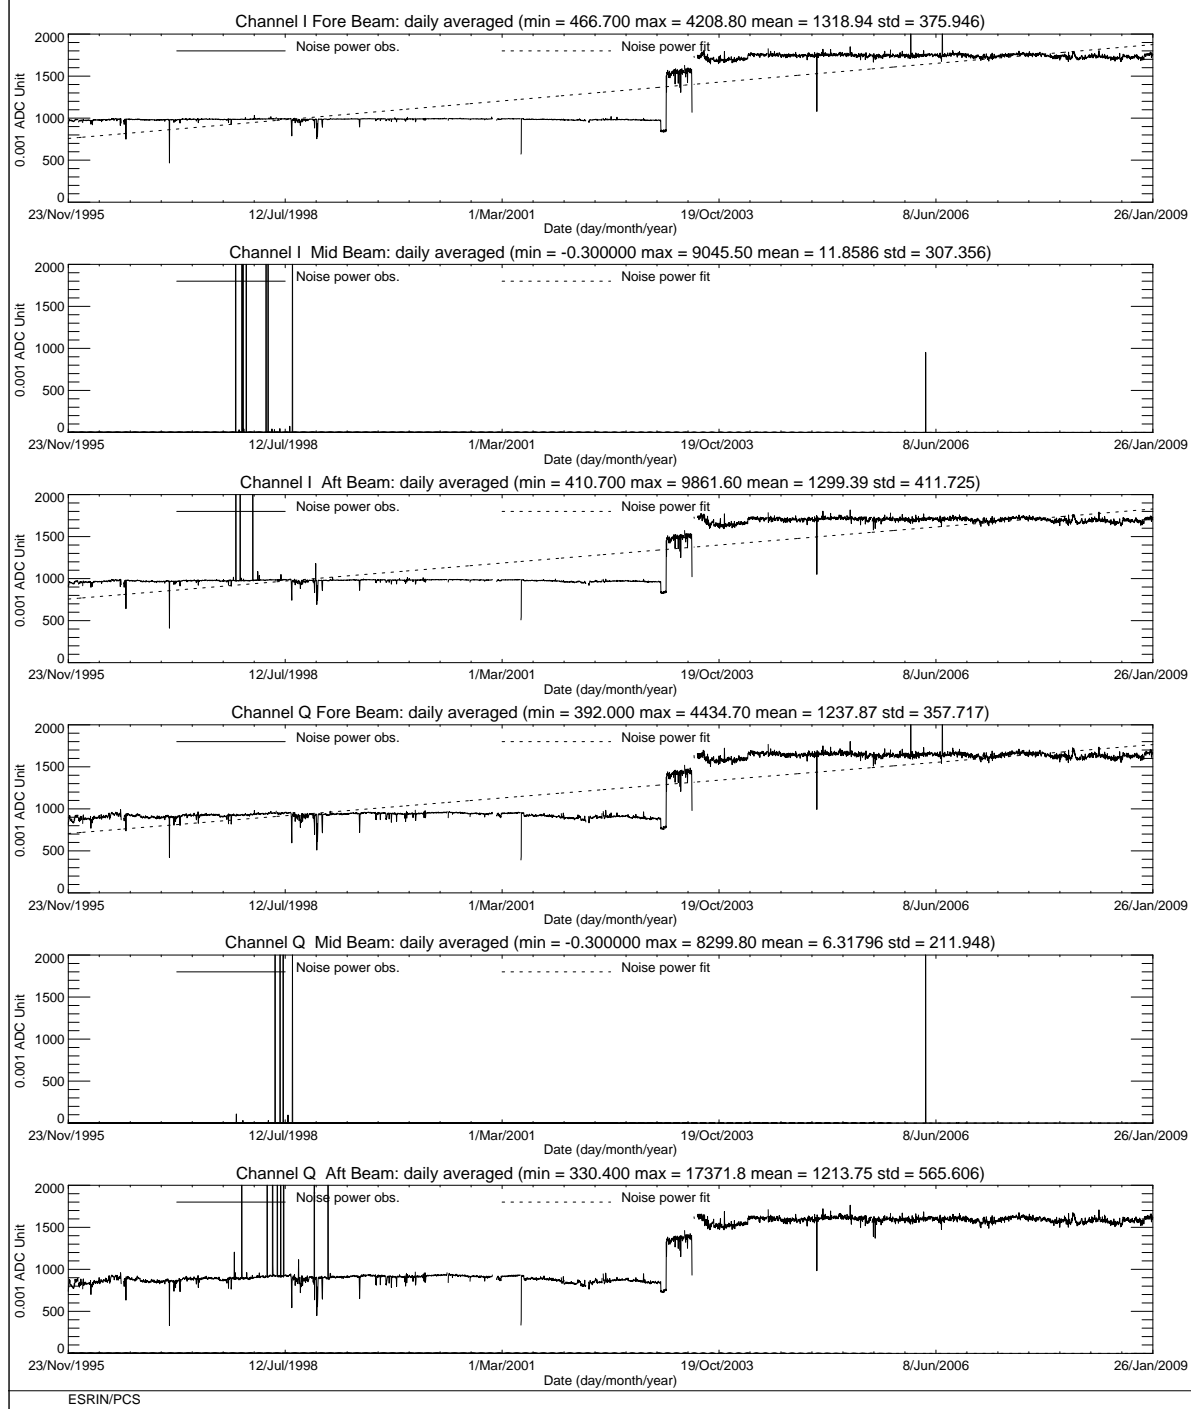 Channel I Fore Beam: daily averaged (min = 466.700 max = 4208.80 mean = 1318.94 std = 375.946)
Noise power obs.
Noise power fit
2000
1500
1000
500
0
0.001 ADC Unit
23/Nov/1995
12/Jul/1998
1/Mar/2001
19/Oct/2003
8/Jun/2006
26/Jan/2009
Date (day/month/year)
Channel I Mid Beam: daily averaged (min = -0.300000 max = 9045.50 mean = 11.8586 std = 307.356)
Noise power obs.
Noise power fit
2000
1500
1000
500
0
0.001 ADC Unit
23/Nov/1995
12/Jul/1998
1/Mar/2001
19/Oct/2003
8/Jun/2006
26/Jan/2009
Date (day/month/year)
Channel I Aft Beam: daily averaged (min = 410.700 max = 9861.60 mean = 1299.39 std = 411.725)
Noise power obs.
Noise power fit
2000
1500
1000
500
0
0.001 ADC Unit
23/Nov/1995
12/Jul/1998
1/Mar/2001
19/Oct/2003
8/Jun/2006
26/Jan/2009
Date (day/month/year)
Channel Q Fore Beam: daily averaged (min = 392.000 max = 4434.70 mean = 1237.87 std = 357.717)
Noise power obs.
Noise power fit
2000
1500
1000
500
0
0.001 ADC Unit
23/Nov/1995
12/Jul/1998
1/Mar/2001
19/Oct/2003
8/Jun/2006
26/Jan/2009
Date (day/month/year)
Channel Q Mid Beam: daily averaged (min = -0.300000 max = 8299.80 mean = 6.31796 std = 211.948)
Noise power obs.
Noise power fit
2000
1500
1000
500
0
0.001 ADC Unit
23/Nov/1995
12/Jul/1998
1/Mar/2001
19/Oct/2003
8/Jun/2006
26/Jan/2009
Date (day/month/year)
Channel Q Aft Beam: daily averaged (min = 330.400 max = 17371.8 mean = 1213.75 std = 565.606)
Noise power obs.
Noise power fit
2000
1500
1000
500
0
0.001 ADC Unit
23/Nov/1995
12/Jul/1998
1/Mar/2001
19/Oct/2003
8/Jun/2006
26/Jan/2009
Date (day/month/year)
ESRIN/PCS